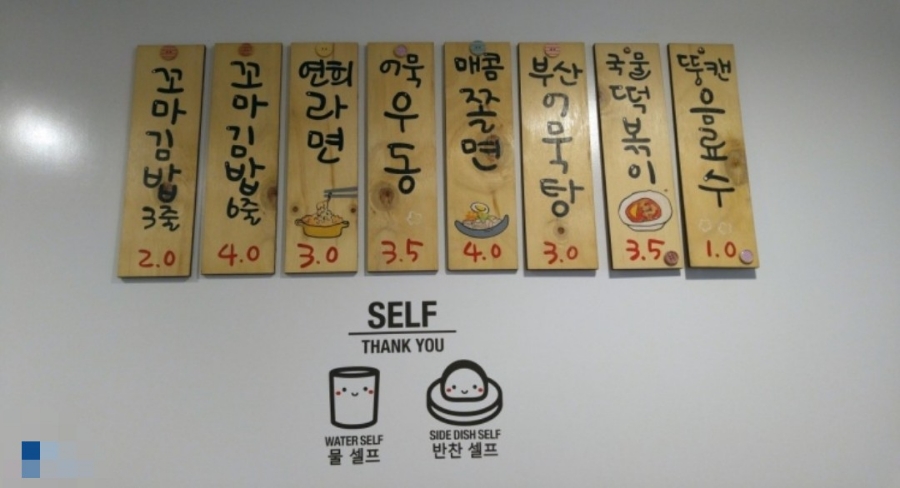 꼬마김밥 3줄
2.0
꼬마김밥 6줄
4.0
연희라면
3.0
어묵우동
3.5
매콤쫄면
4.0
부산어묵탕
3.0
국물떡볶이
3.5
뚱캔음료수
1.0
SELF
THANK YOU
WATER SELF
물 셀프
SIDE DISH SELF
반찬 셀프